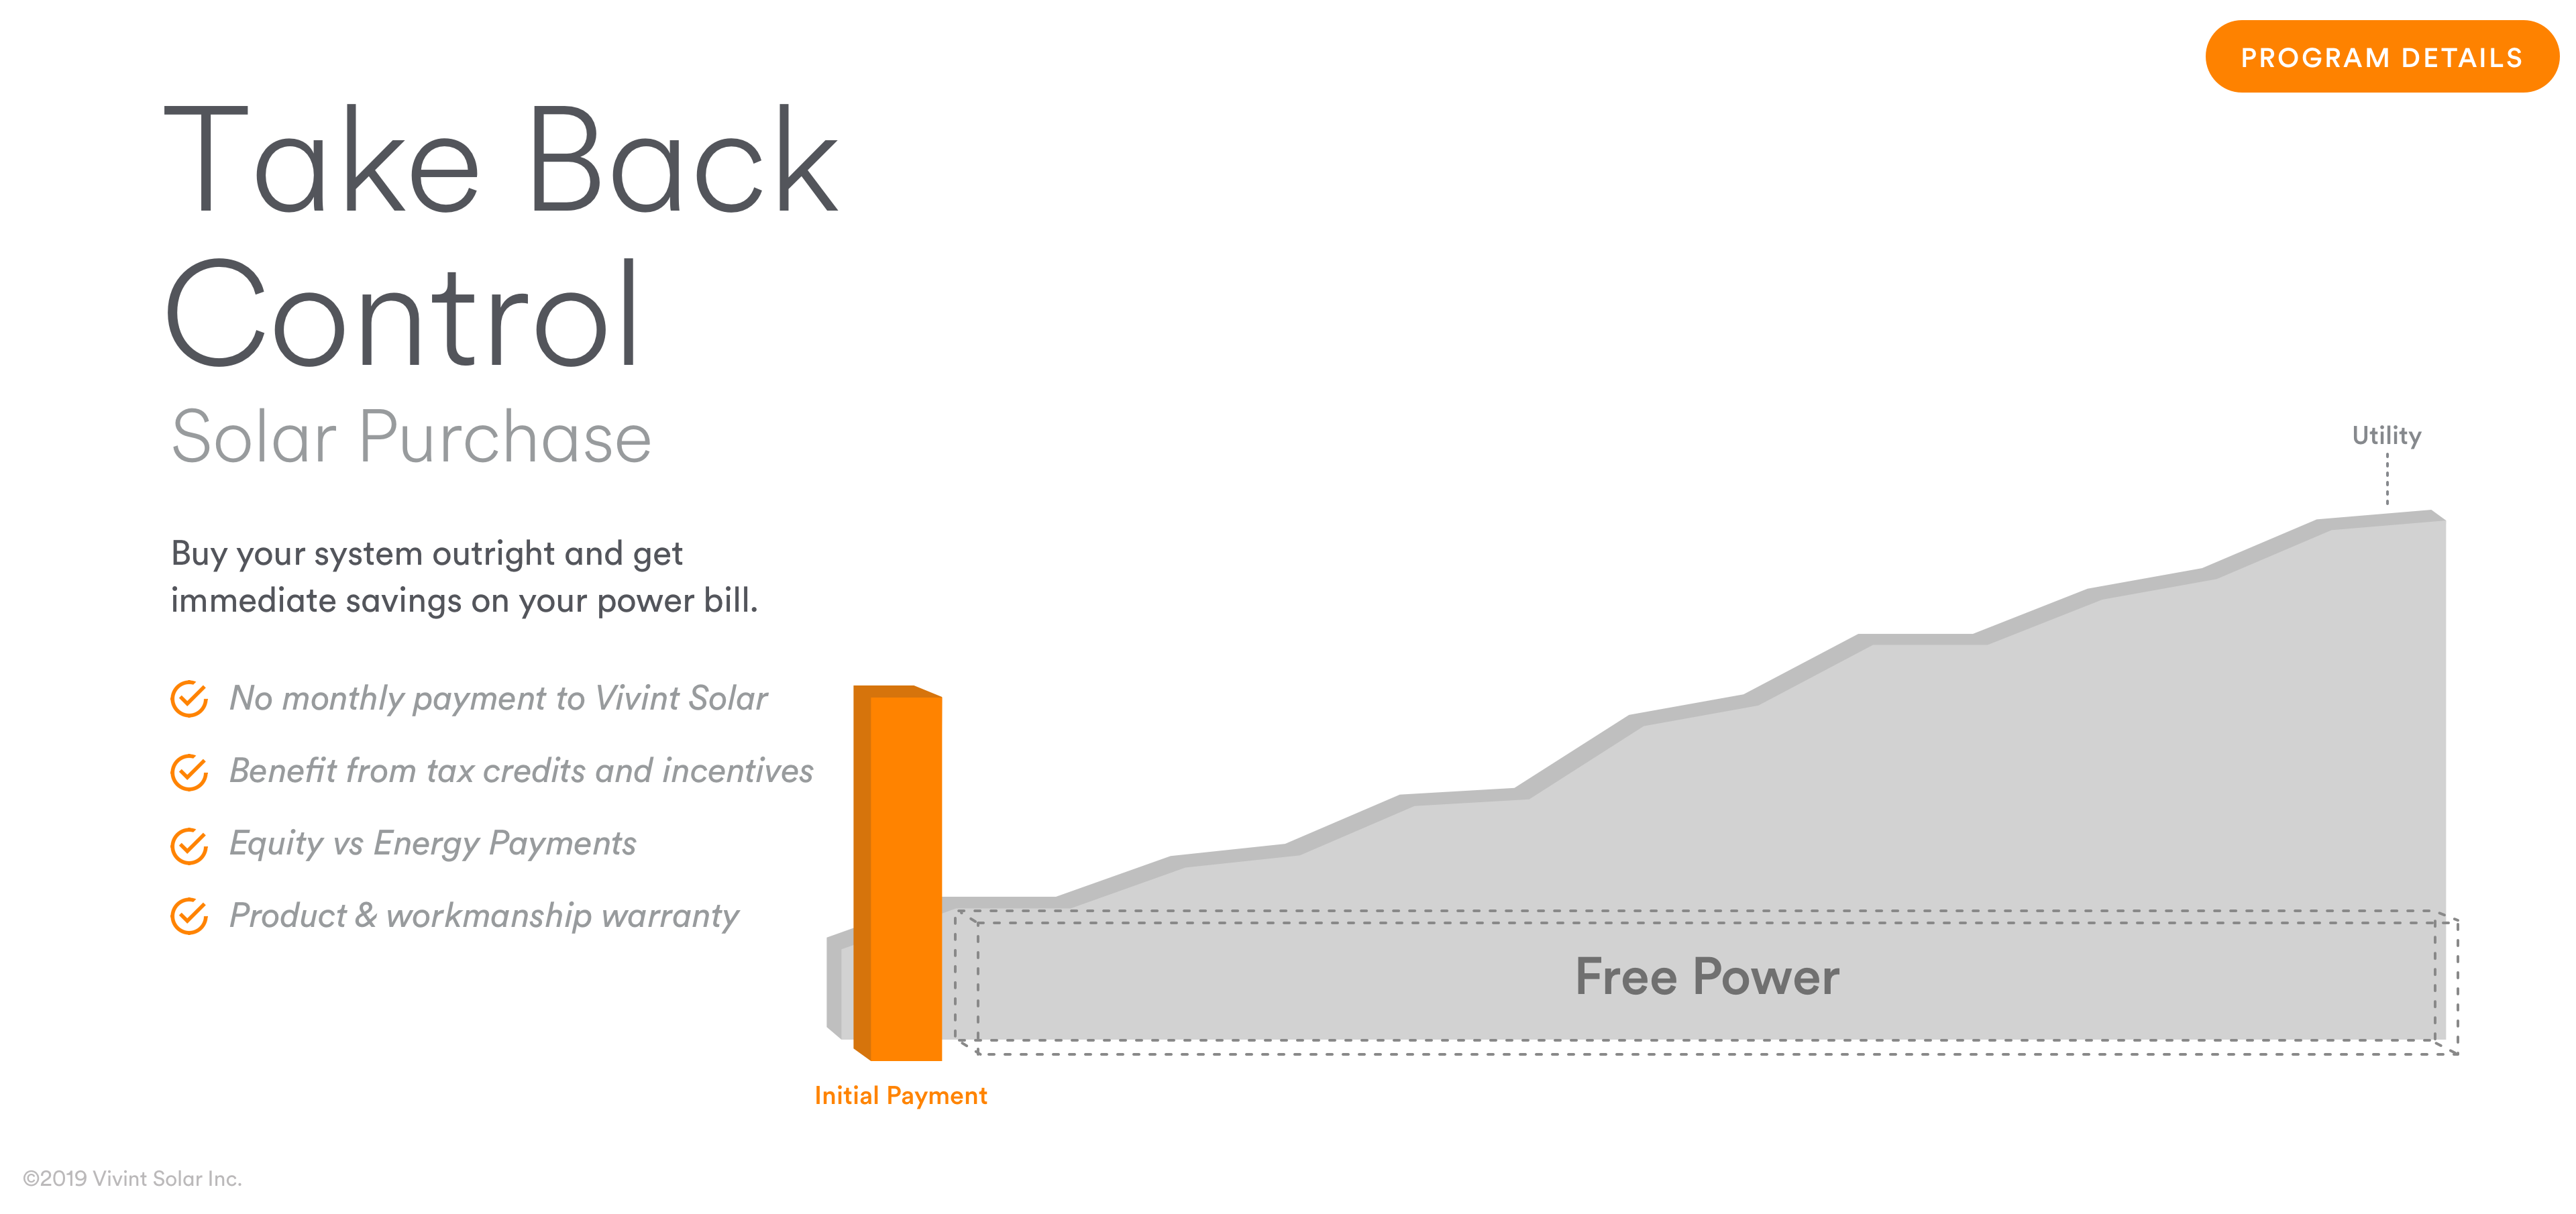 PROGRAM DETAILS
Take Back
Control
Solar Purchase
Buy your system outright and get
immediate savings on your power bill.
No monthly payment to Vivint Solar
Benefit from tax credits and incentives
Equity vs Energy Payments
Product & workmanship warranty
Utility
Free Power
Initial Payment
©2019 Vivint Solar Inc.